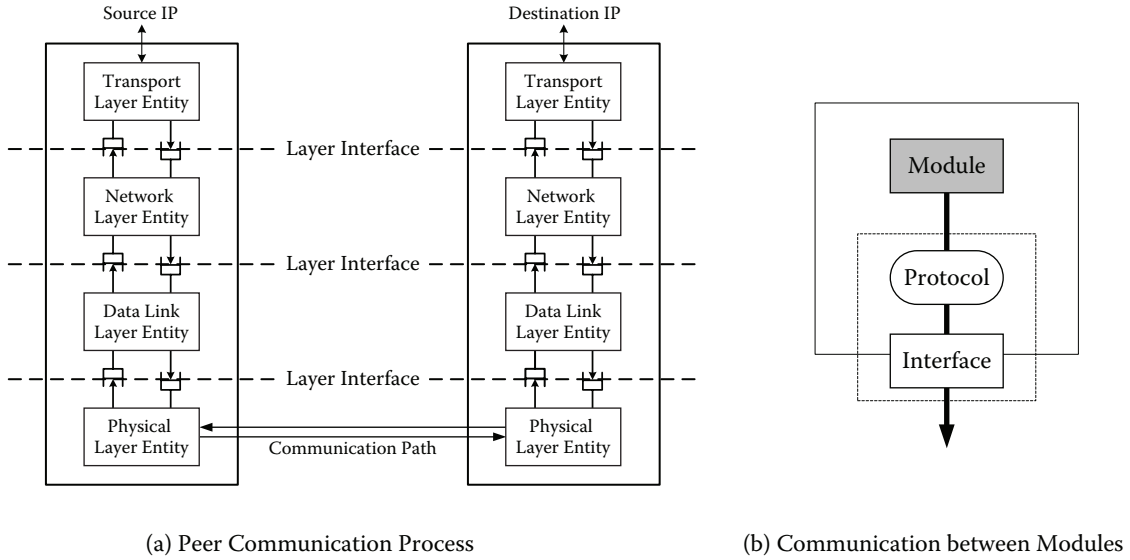 Source IP
Destination IP
Transport
Layer Entity
Transport
Layer Entity
Layer Interface
Network
Layer Entity
Network
Layer Entity
Layer Interface
Data Link
Layer Entity
Data Link
Layer Entity
Layer Interface
Physical
Layer Entity
Physical
Layer Entity
Communication Path
(a) Peer Communication Process
Module
Protocol
Interface
(b) Communication between Modules